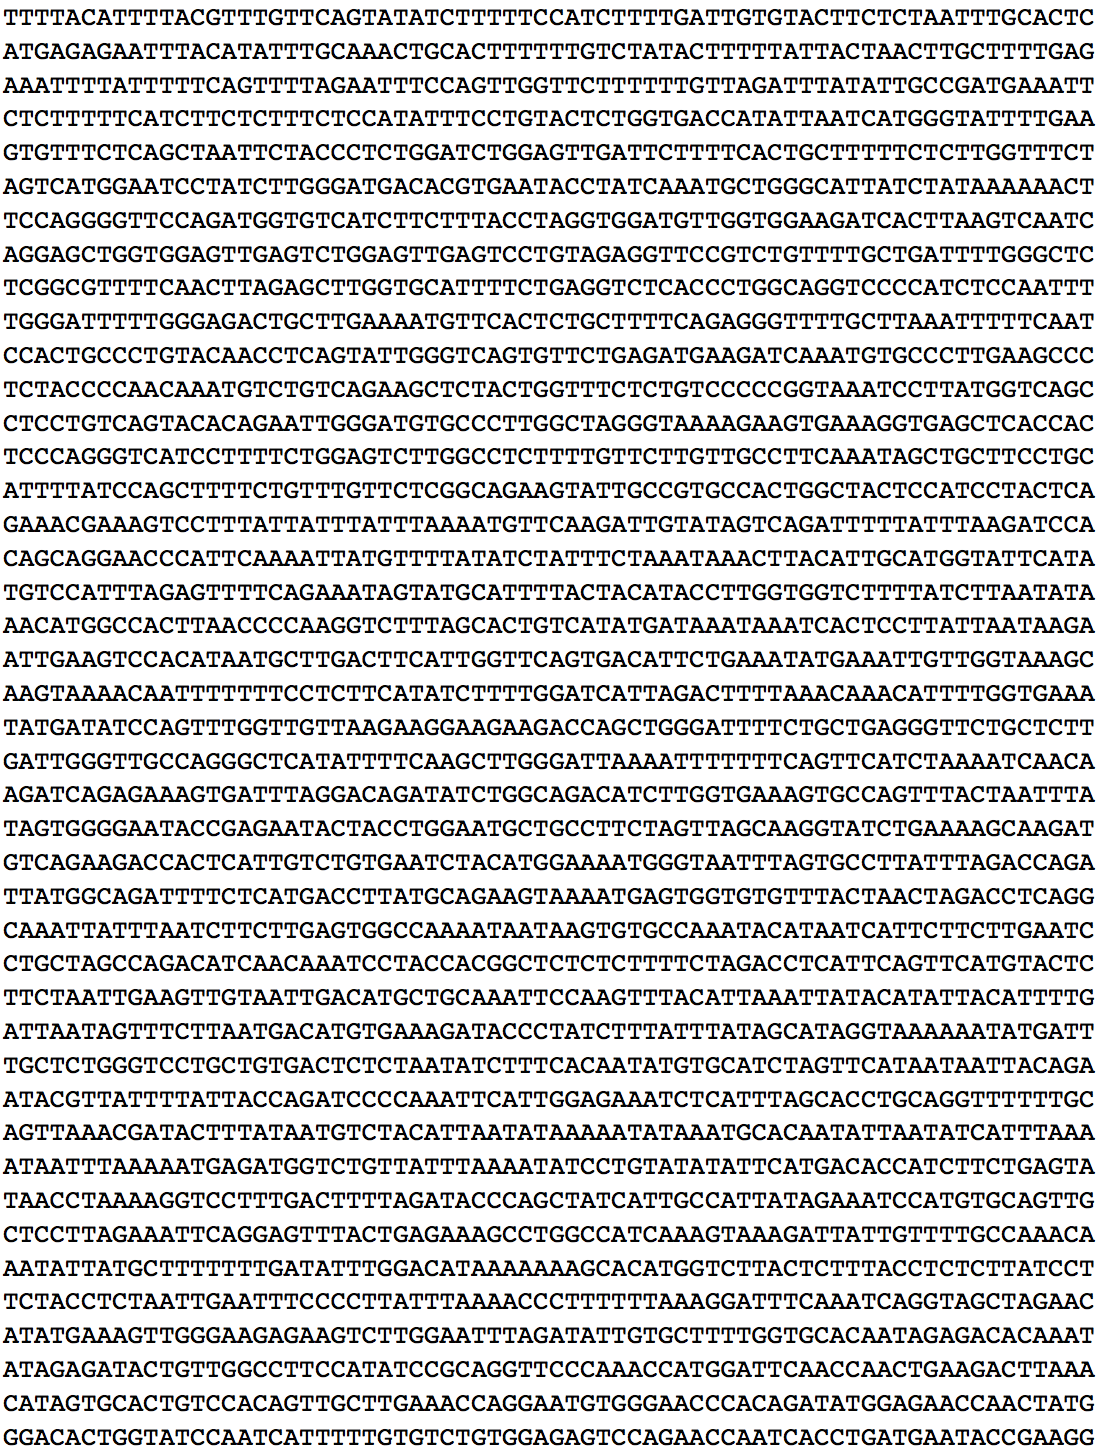 TTTTACATTTTACGTTTGTTCAGTATATCTTTTTCCATCTTTTGATTGTGTACTTCTCTAATTTGCACTC
ATGAGAGAATTTACATATTTGCAAACTGCACTTTTTTGTCTATACTTTTTATTACTAACTTGCTTTTGAG
AAATTTTATTTTTCAGTTTTAGAATTTCCAGTTGGTTCTTTTTTGTTAGATTTATATTGCCGATGAAATT
CTCTTTTTCATCTTCTCTTTCTCCATATTTCCTGTACTCTGGTGACCATATTAATCATGGGTATTTTGAA
GTGTTTCTCAGCTAATTCTACCCTCTGGATCTGGAGTTGATTCTTTTCACTGCTTTTTCTCTTGGTTTCT
AGTCATGGAATCCTATCTTGGGATGACACGTGAATACCTATCAAATGCTGGGCATTATCTATAAAAAACT
TCCAGGGGTTCCAGATGGTGTCATCTTCTTTACCTAGGTGGATGTTGGTGGAAGATCACTTAAGTCAATC
AGGAGCTGGTGGAGTTGAGTCTGGAGTTGAGTCCTGTAGAGGTTCCGTCTGTTTTGCTGATTTTGGGCTC
TCGGCGTTTTCAACTTAGAGCTTGGTGCATTTTCTGAGGTCTCACCCTGGCAGGTCCCCATCTCCAATTT
TGGGATTTTTGGGAGACTGCTTGAAAATGTTCACTCTGCTTTTCAGAGGGTTTTGCTTAAATTTTTCAAT
CCACTGCCCTGTACAACCTCAGTATTGGGTCAGTGTTCTGAGATGAAGATCAAATGTGCCCTTGAAGCCC
TCTACCCCAACAAATGTCTGTCAGAAGCTCTACTGGTTTCTCTGTCCCCCGGTAAATCCTTATGGTCAGC
CTCCTGTCAGTACACAGAATTGGGATGTGCCCTTGGCTAGGGTAAAAGAAGTGAAAGGTGAGCTCACCAC
TCCCAGGGTCATCCTTTTCTGGAGTCTTGGCCTCTTTTGTTCTTGTTGCCTTCAAATAGCTGCTTCCTGC
ATTTTATCCAGCTTTTCTGTTTGTTCTCGGCAGAAGTATTGCCGTGCCACTGGCTACTCCATCCTACTCA
GAAACGAAAGTCCTTTATTATTTATTTAAAATGTTCAAGATTGTATAGTCAGATTTTTATTTAAGATCCA
CAGCAGGAACCCATTCAAAATTATGTTTTATATCTATTTCTAAATAAACTTACATTGCATGGTATTCATA
TGTCCATTTAGAGTTTTCAGAAATAGTATGCATTTTACTACATACCTTGGTGGTCTTTTATCTTAATATA
AACATGGCCACTTAACCCCAAGGTCTTTAGCACTGTCATATGATAAATAAATCACTCCTTATTAATAAGA
ATTGAAGTCCACATAATGCTTGACTTCATTGGTTCAGTGACATTCTGAAATATGAAATTGTTGGTAAAGC
AAGTAAAACAATTTTTTTCCTCTTCATATCTTTTGGATCATTAGACTTTTAAACAAACATTTTGGTGAAA
TATGATATCCAGTTTGGTTGTTAAGAAGGAAGAAGACCAGCTGGGATTTTCTGCTGAGGGTTCTGCTCTT
GATTGGGTTGCCAGGGCTCATATTTTCAAGCTTGGGATTAAAATTTTTTTCAGTTCATCTAAAATCAACA
AGATCAGAGAAAGTGATTTAGGACAGATATCTGGCAGACATCTTGGTGAAAGTGCCAGTTTACTAATTTA
TAGTGGGGAATACCGAGAATACTACCTGGAATGCTGCCTTCTAGTTAGCAAGGTATCTGAAAAGCAAGAT
GTCAGAAGACCACTCATTGTCTGTGAATCTACATGGAAAATGGGTAATTTAGTGCCTTATTTAGACCAGA
TTATGGCAGATTTTCTCATGACCTTATGCAGAAGTAAAATGAGTGGTGTGTTTACTAACTAGACCTCAGG
CAAATTATTTAATCTTCTTGAGTGGCCAAAATAATAAGTGTGCCAAATACATAATCATTCTTCTTGAATC
CTGCTAGCCAGACATCAACAAATCCTACCACGGCTCTCTCTTTTCTAGACCTCATTCAGTTCATGTACTC
TTCTAATTGAAGTTGTAATTGACATGCTGCAAATTCCAAGTTTACATTAAATTATACATATTACATTTTG
ATTAATAGTTTCTTAATGACATGTGAAAGATACCCTATCTTTATTTATAGCATAGGTAAAAAATATGATT
TGCTCTGGGTCCTGCTGTGACTCTCTAATATCTTTCACAATATGTGCATCTAGTTCATAATAATTACAGA
ATACGTTATTTTATTACCAGATCCCCAAATTCATTGGAGAAATCTCATTTAGCACCTGCAGGTTTTTTGC
AGTTAAACGATACTTTATAATGTCTACATTAATATAAAAATATAAATGCACAATATTAATATCATTTAAA
ATAATTTAAAAATGAGATGGTCTGTTATTTAAAATATCCTGTATATATTCATGACACCATCTTCTGAGTA
TAACCTAAAAGGTCCTTTGACTTTTAGATACCCAGCTATCATTGCCATTATAGAAATCCATGTGCAGTTG
CTCCTTAGAAATTCAGGAGTTTACTGAGAAAGCCTGGCCATCAAAGTAAAGATTATTGTTTTGCCAAACA
AATATTATGCTTTTTTTGATATTTGGACATAAAAAAAGCACATGGTCTTACTCTTTACCTCTCTTATCCT
TCTACCTCTAATTGAATTTCCCCTTATTTAAAACCCTTTTTTAAAGGATTTCAAATCAGGTAGCTAGAAC
ATATGAAAGTTGGGAAGAGAAGTCTTGGAATTTAGATATTGTGCTTTTGGTGCACAATAGAGACACAAAT
ATAGAGATACTGTTGGCCTTCCATATCCGCAGGTTCCCAAACCATGGATTCAACCAACTGAAGACTTAAA
CATAGTGCACTGTCCACAGTTGCTTGAAACCAGGAATGTGGGAACCCACAGATATGGAGAACCAACTATG
GGACACTGGTATCCAATCATTTTTGTGTCTGTGGAGAGTCCAGAACCAATCACCTGATGAATACCGAAGG